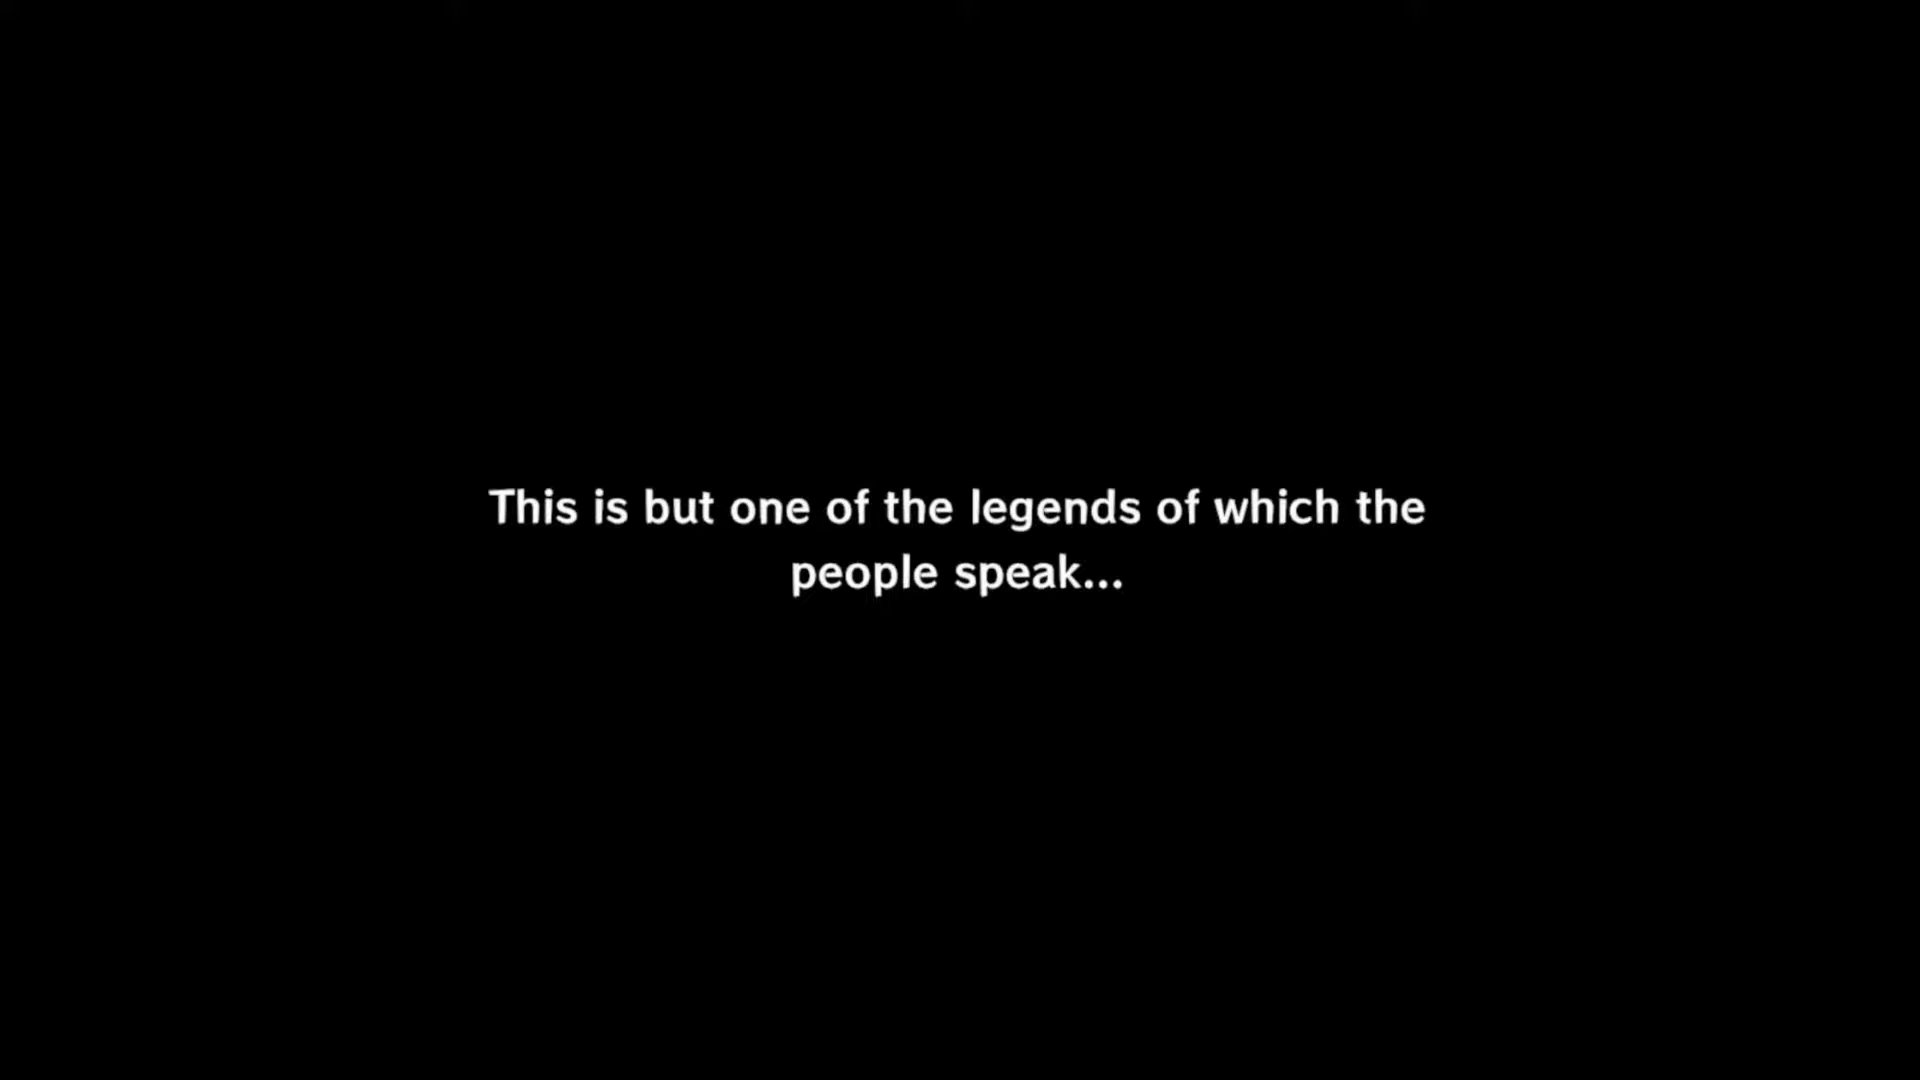 This is but one of the legends of which the
people speak...